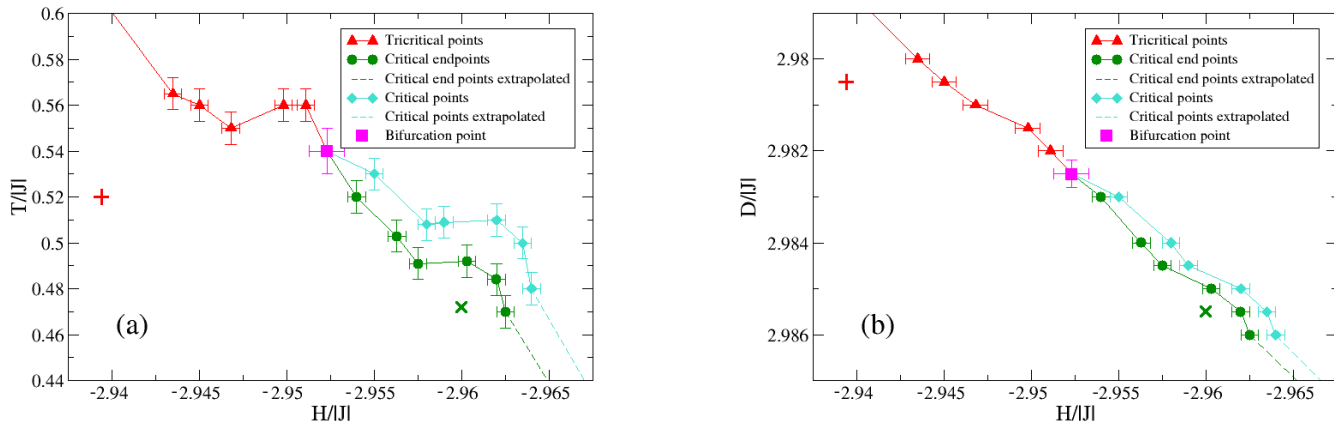 0.6
0.58
0.56
0.54
0.52
0.5
0.48
0.46
0.44
T/|J|
Tricritical points
Critical endpoints
Critical end points extrapolated
Critical points
Critical points extrapolated
Bifurcation point
(a)
-2.94 -2.945 -2.95 -2.955 -2.96 -2.965
H/|J|
2.98
2.982
2.984
2.986
D/|J|
Tricritical points
Critical end points
Critical end points extrapolated
Critical points
Critical points extrapolated
Bifurcation point
(b)
-2.94 -2.945 -2.95 -2.955 -2.96 -2.965
H/|J|